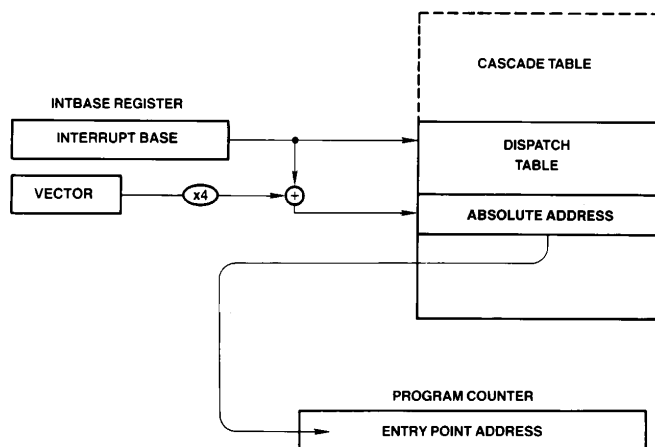 CASCADE TABLE
INTBASE REGISTER
INTERRUPT BASE
DISPATCH
TABLE
VECTOR
x4
+
ABSOLUTE ADDRESS
PROGRAM COUNTER
ENTRY POINT ADDRESS